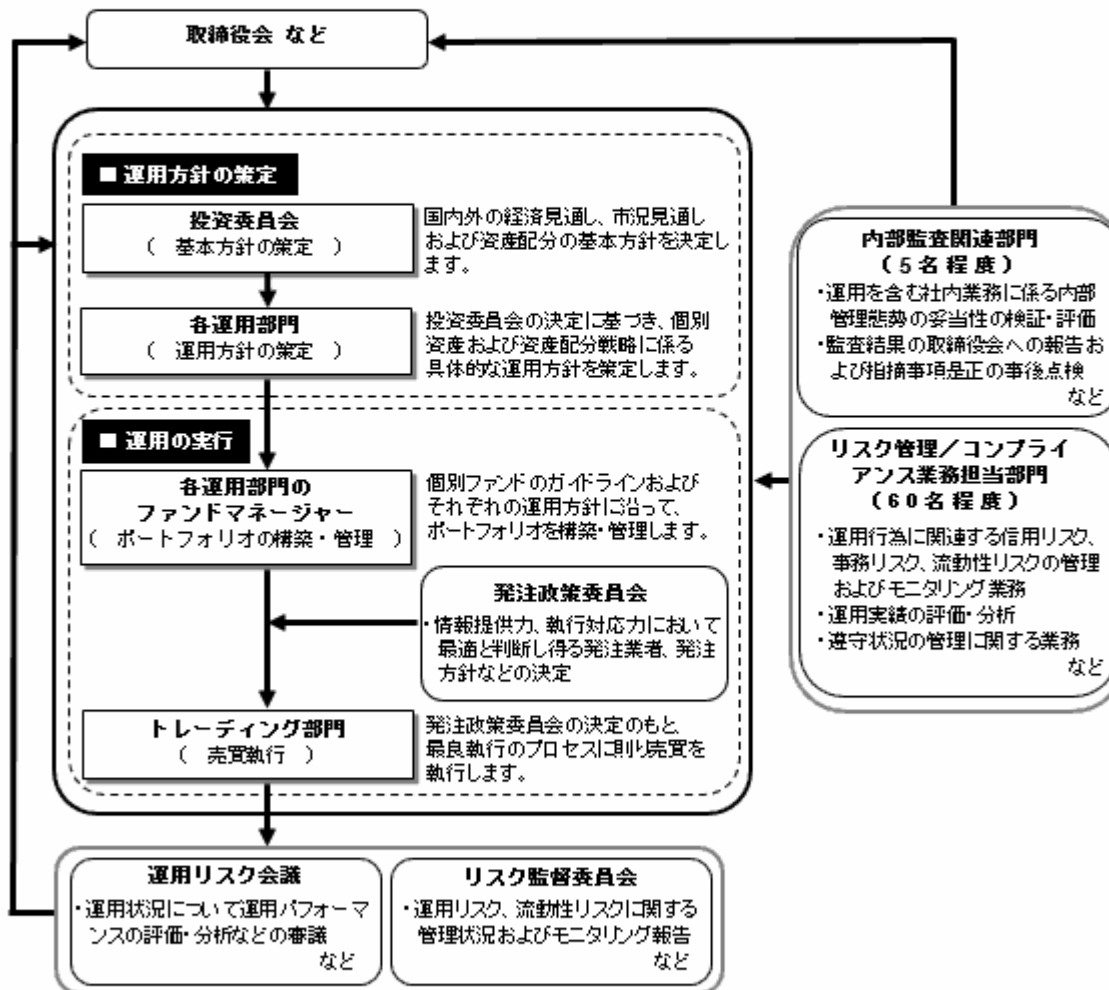 取締役会 など
■ 運用方針の策定
投資委員会
( 基本方針の策定 )
国内外の経済見通し、市況見通し
および資産配分の基本方針を決定し
ます。
各運用部門
( 運用方針の策定 )
投資委員会の決定に基づき、個別
資産および資産配分戦略に係る
具体的な運用方針を策定します。
■ 運用の実行
各運用部門の
ファンドマネージャー
( ポートフォリオの構築・管理 )
個別ファンドのガイドラインおよび
それぞれの運用方針に沿って、
ポートフォリオを構築・管理します。
発注政策委員会
・情報提供力、執行対応力において
最適と判断し得る発注業者、発注
方針などの決定
トレーディング部門
( 売買執行 )
発注政策委員会の決定のもと、
最良執行のプロセスに則り売買を
執行します。
運用リスク会議
・運用状況について運用パフォーマ
ンスの評価・分析などの審議
など
リスク監督委員会
・運用リスク、流動性リスクに関する
管理状況およびモニタリング報告
など
内部監査関連部門
(5名程度)
・運用を含む社内業務に係る内部
管理態勢の妥当性の検証・評価
・監査結果の取締役会への報告お
よび指摘事項是正の事後点検
など
リスク管理/コンプライ
アンス業務担当部門
(60名程度)
・運用行為に関連する信用リスク、
事務リスク、流動性リスクの管理
およびモニタリング業務
・運用実績の評価・分析
・遵守状況の管理に関する業務
など